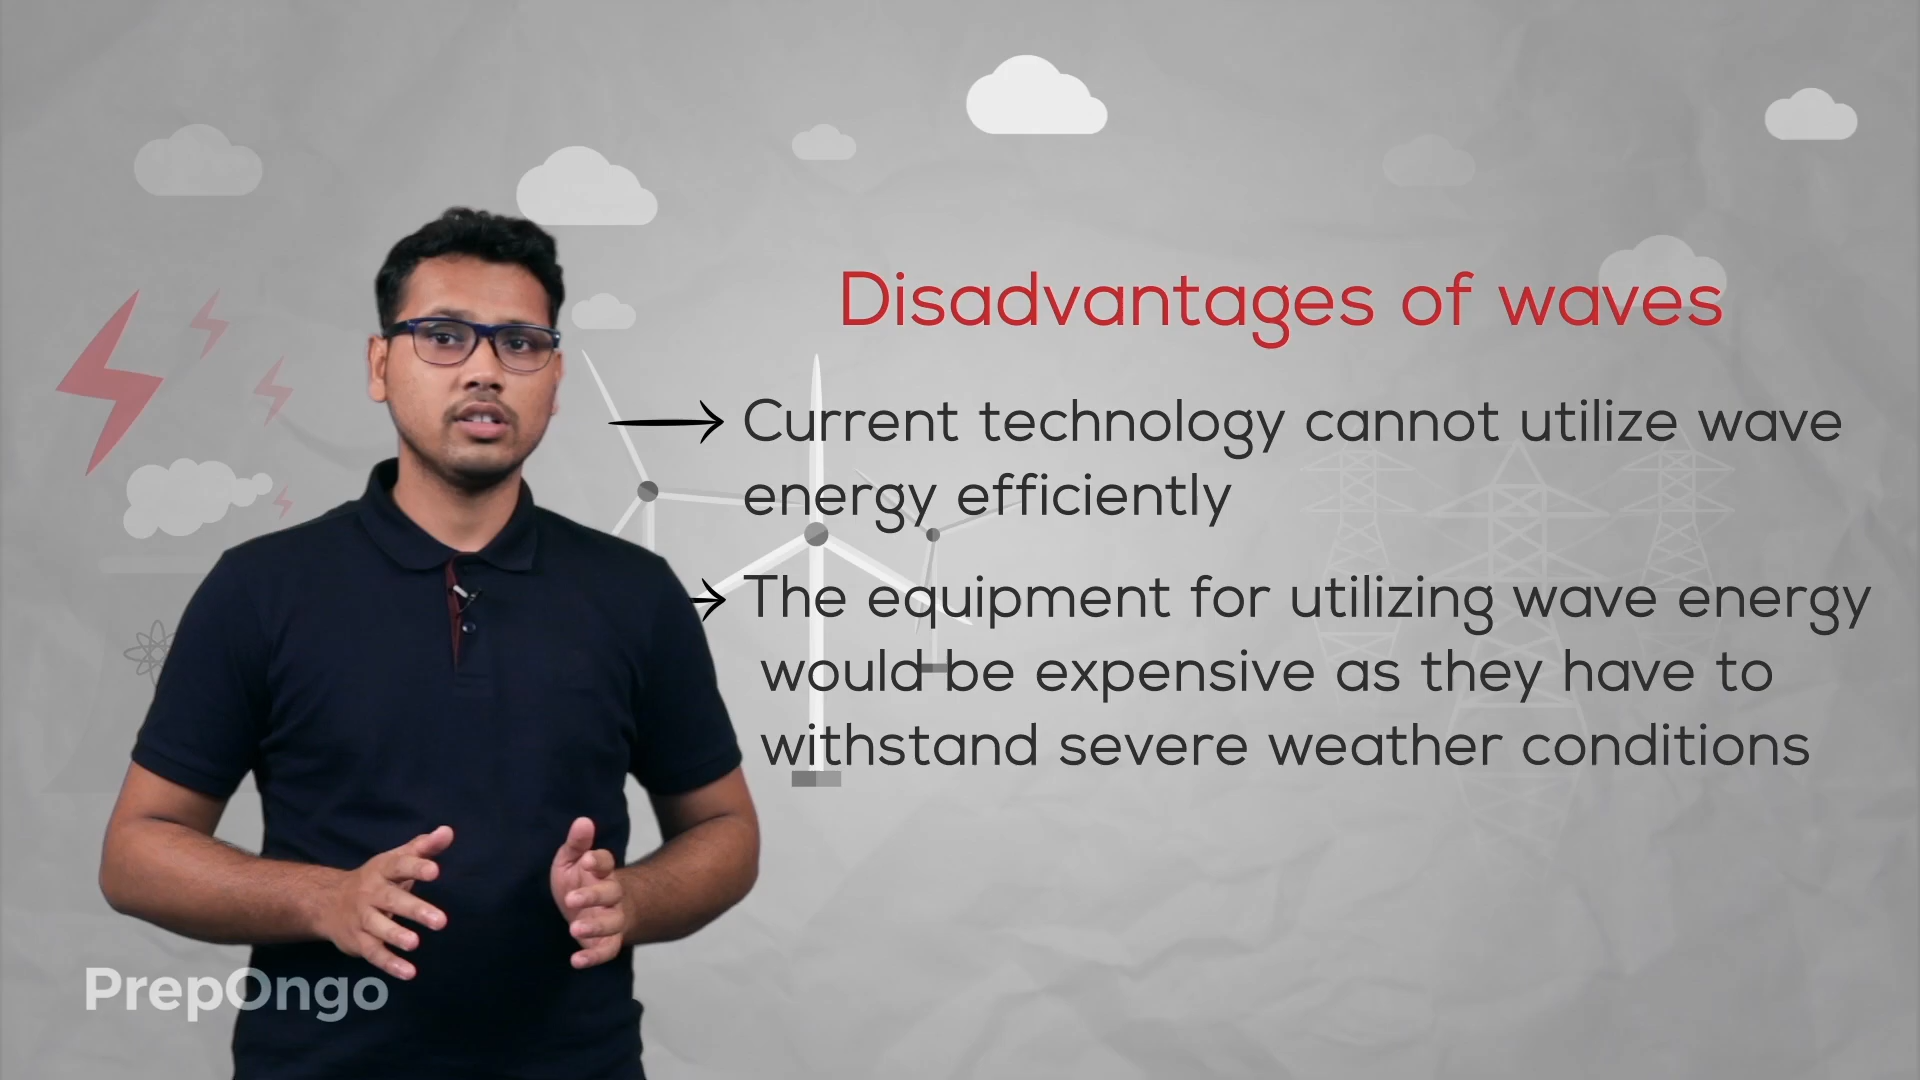 Disadvantages of waves
Current technology cannot utilize wave
energy efficiently
The equipment for utilizing wave energy
would be expensive as they have to
withstand severe weather conditions
PrepOngo